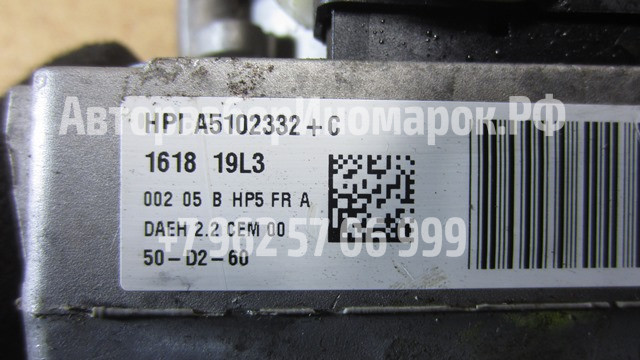 АвторазборИномарок.РФ
HPI A5102332+C
1618 19L3
002 05 B HP5 FR A
DAEH 2.2 CEM 00
+7 962 57 66 999
50-D2-60